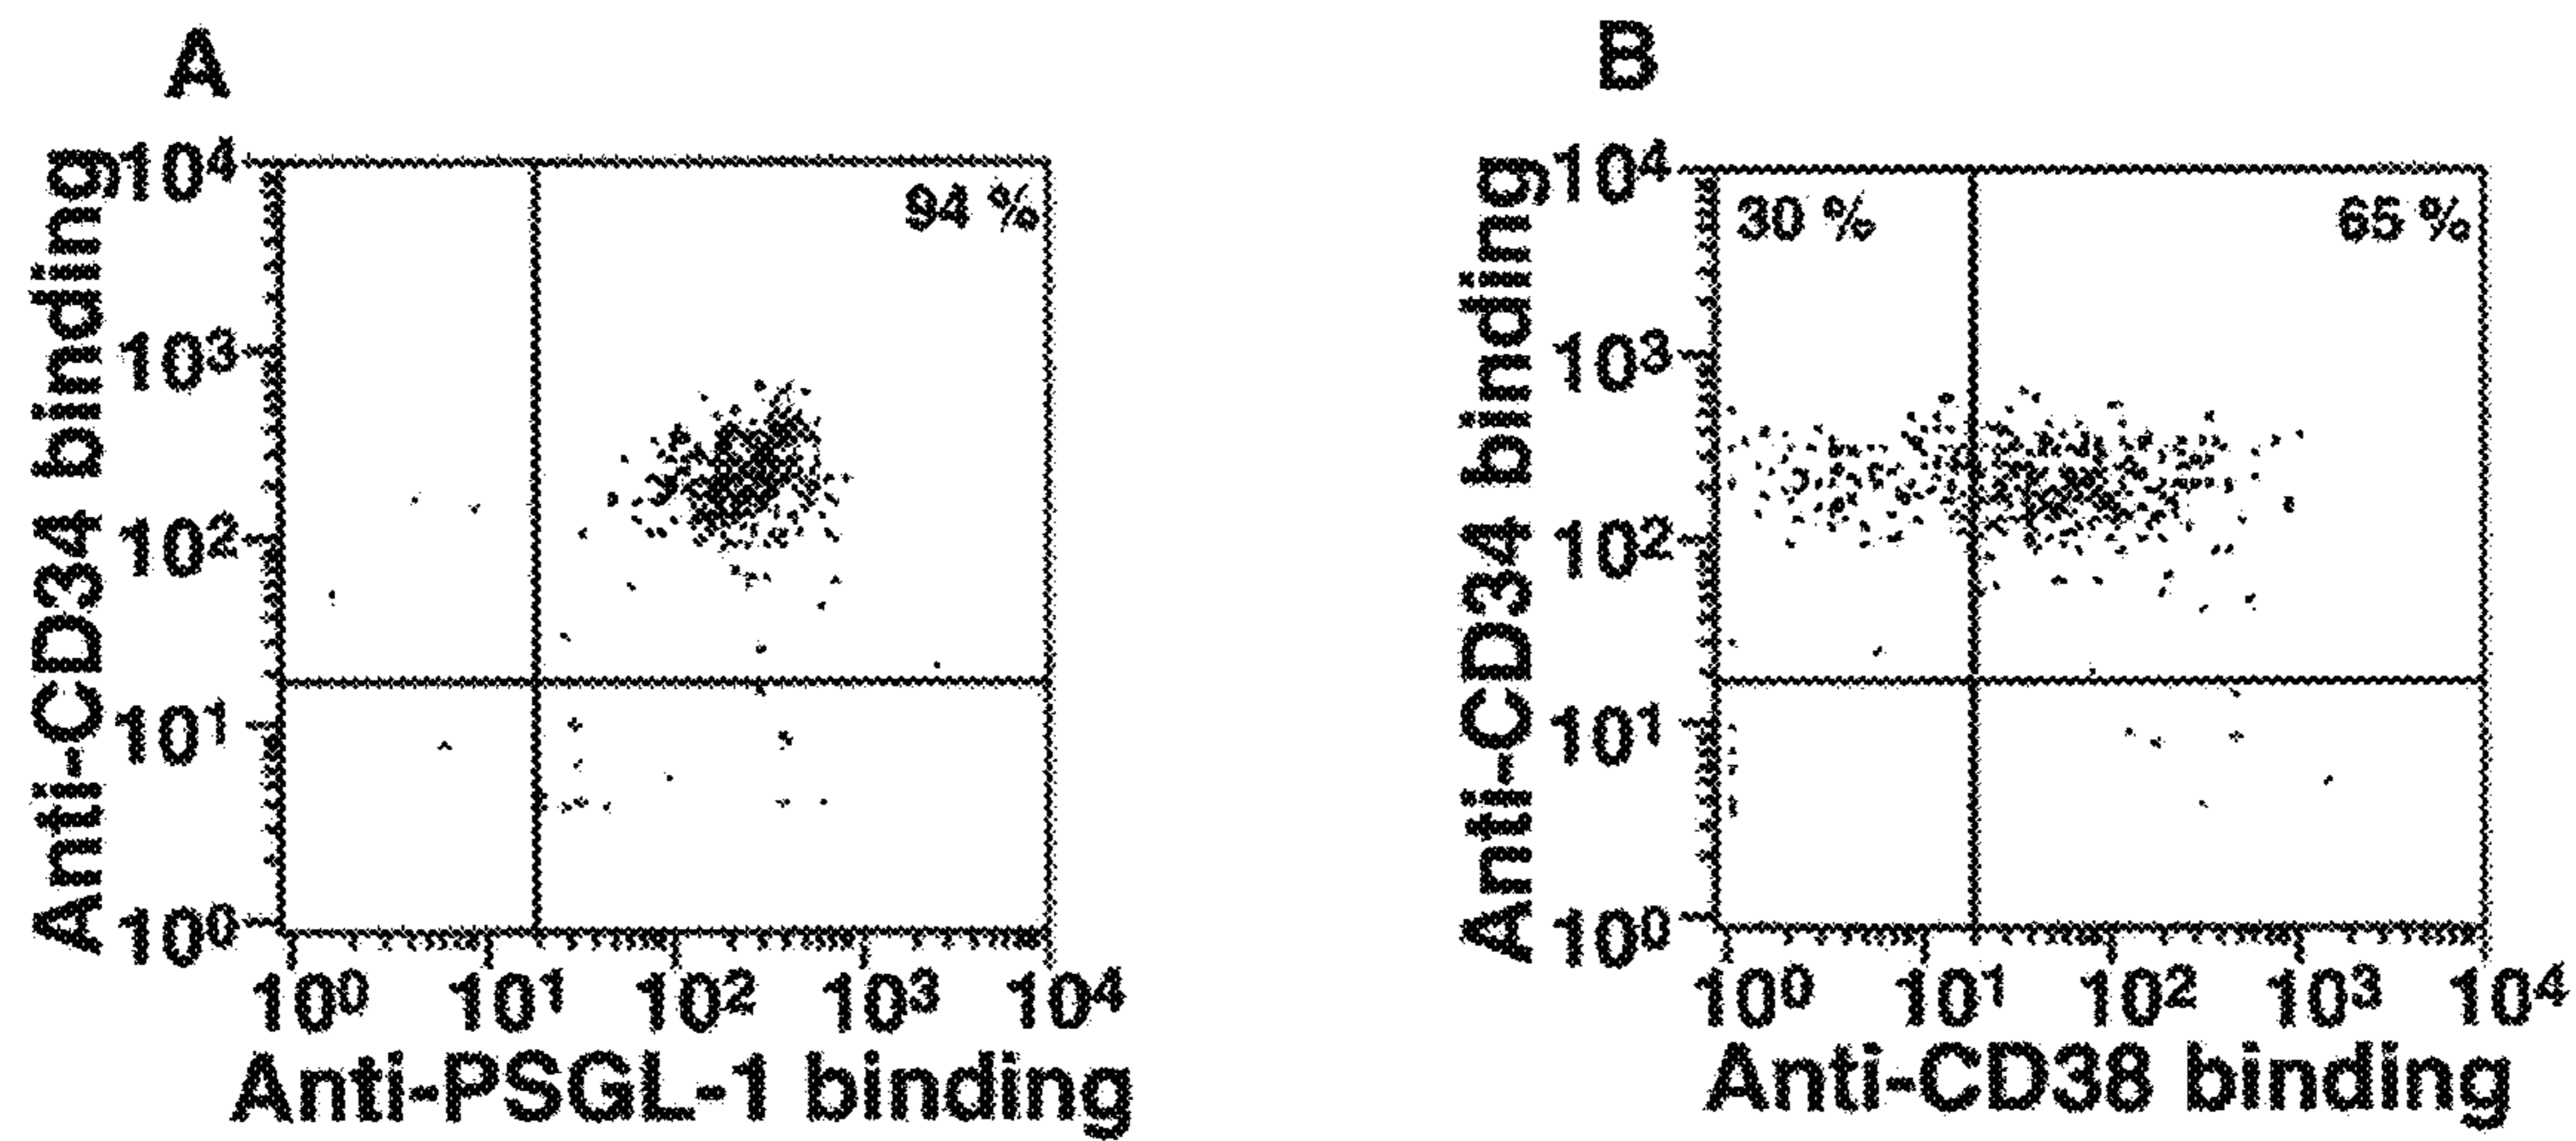 A
Anti-CD34 binding
10⁴
10³
10²
10¹
10⁰
94 %
10⁰ 10¹ 10² 10³ 10⁴
Anti-PSGL-1 binding
B
Anti-CD34 binding
10⁴
10³
10²
10¹
10⁰
30 % 65 %
10⁰ 10¹ 10² 10³ 10⁴
Anti-CD38 binding